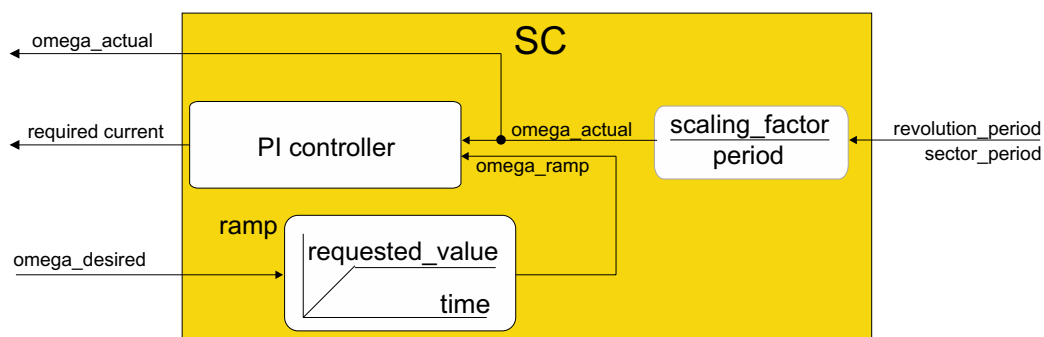 SC
omega_actual
required current
PI controller
omega_actual
omega_ramp
scaling_factor
period
revolution_period
sector_period
ramp
requested_value
time
omega_desired